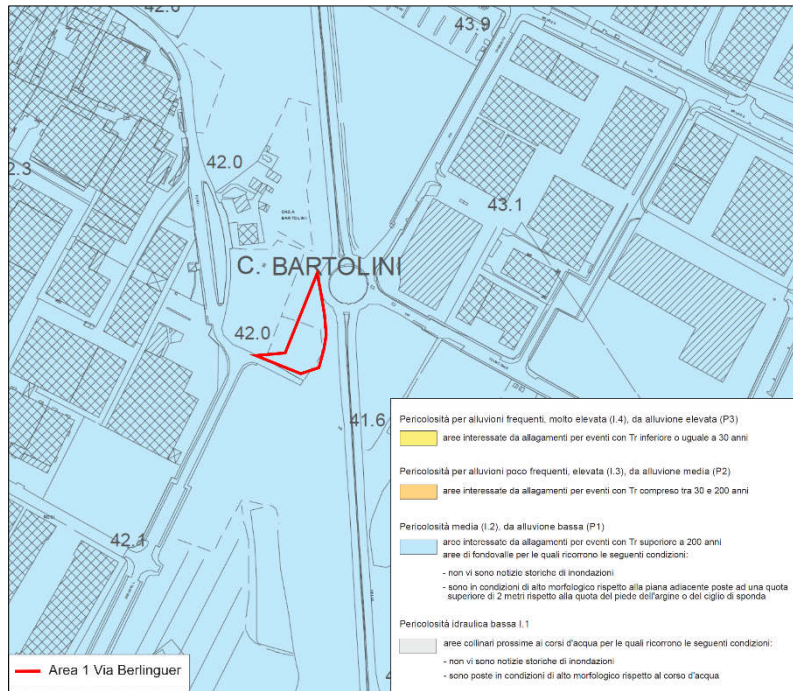 42.0
43.9
42.0
2.3
43.1
CASA
BARTOLINI
C. BARTOLINI
42.0
41.6
42.1
Pericolosità per alluvioni frequenti, molto elevata (I.4), da alluvione elevata (P3)
aree interessate da allagamenti per eventi con Tr inferiore o uguale a 30 anni
Pericolosità per alluvioni poco frequenti, elevata (I.3), da alluvione media (P2)
aree interessate da allagamenti per eventi con Tr compreso tra 30 e 200 anni
Pericolosità media (I.2), da alluvione bassa (P1)
aree interessate da allagamenti per eventi con Tr superiore a 200 anni
aree di fondovalle per le quali ricorrono le seguenti condizioni:
- non vi sono notizie storiche di inondazioni
- sono in condizioni di alto morfologico rispetto alla piana adiacente poste ad una quota
superiore di 2 metri rispetto alla quota del piede dell'argine o del ciglio di sponda
Pericolosità idraulica bassa I.1
aree collinari prossime ai corsi d'acqua per le quali ricorrono le seguenti condizioni:
- non vi sono notizie storiche di inondazioni
- sono poste in condizioni di alto morfologico rispetto al corso d'acqua
Area 1 Via Berlinguer